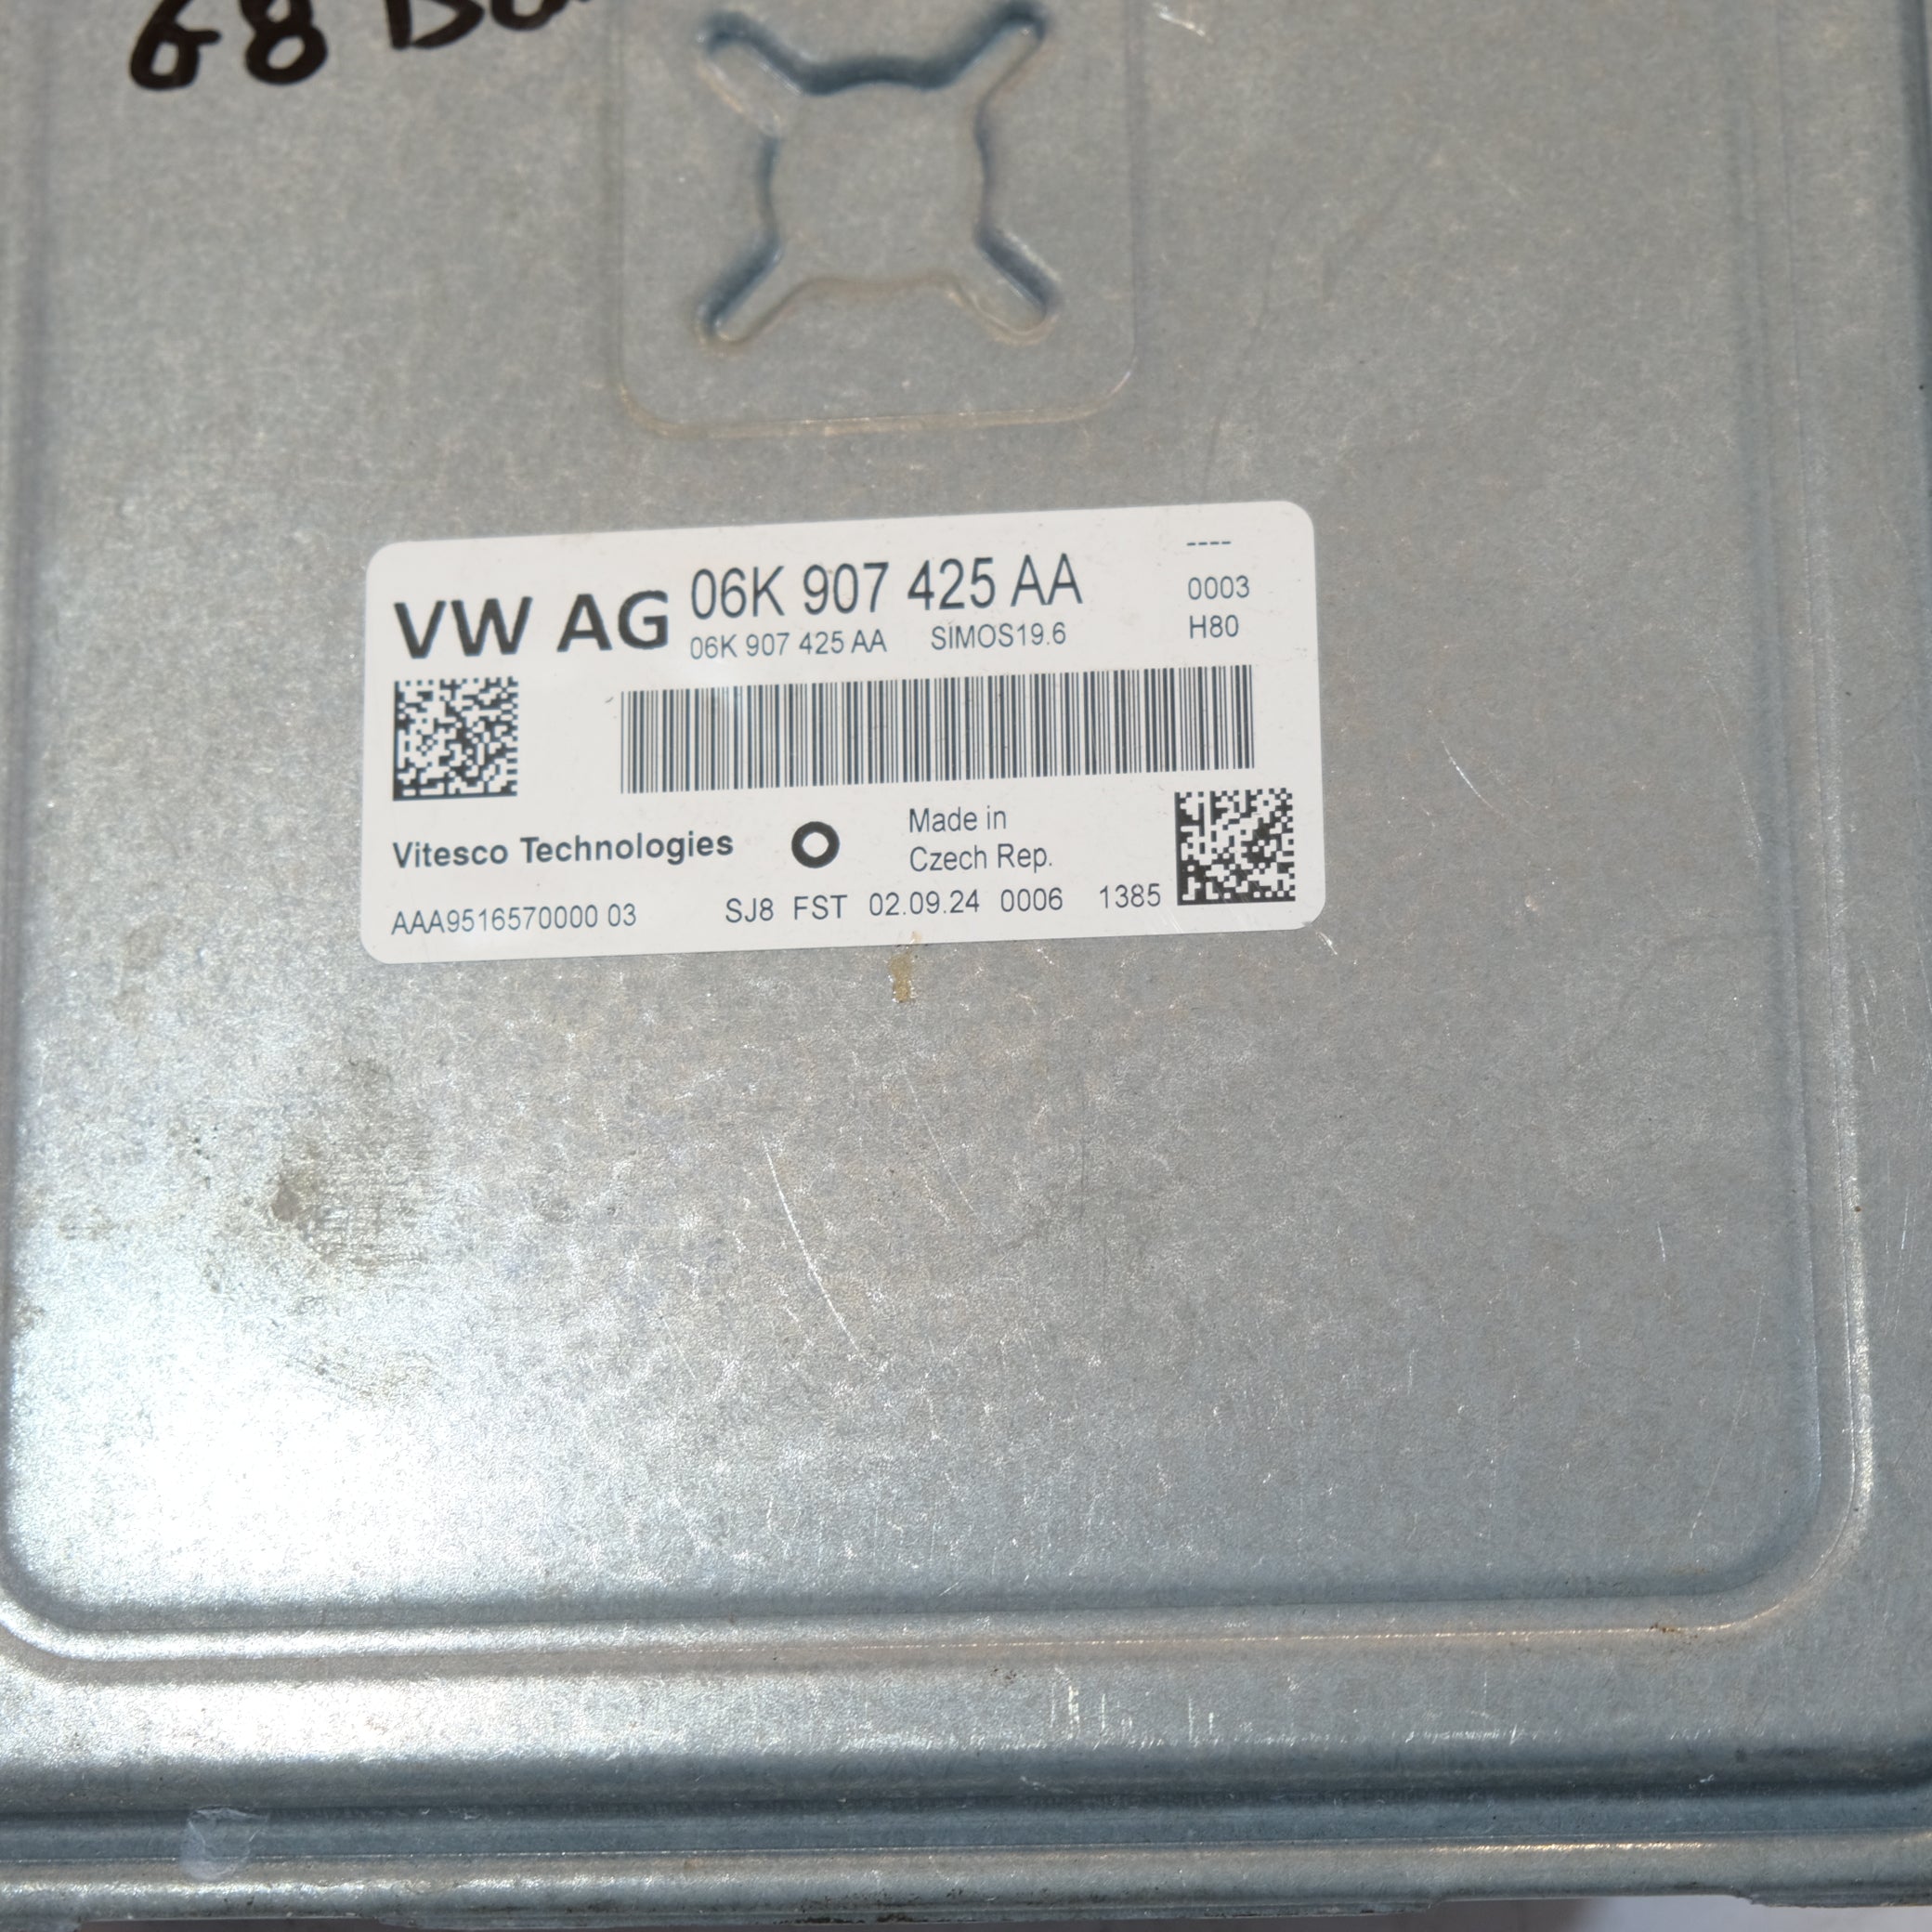 68
VW AG 06K 907 425 AA
06K 907 425 AA SIMOS19.6
----
0003
H80
Vitesco Technologies
Made in
Czech Rep.
AAA9516570000 03 SJ8 FST 02.09.24 0006 1385